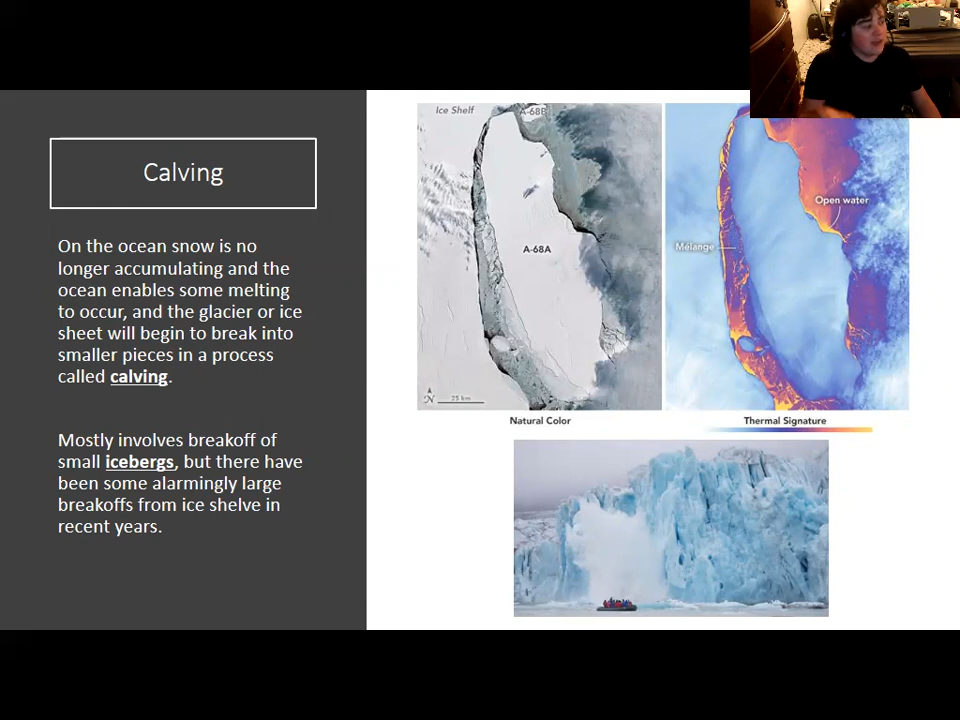 Calving
On the ocean snow is no
longer accumulating and the
ocean enables some melting
to occur, and the glacier or ice
sheet will begin to break into
smaller pieces in a process
called calving.
Mostly involves breakoff of
small icebergs, but there have
been some alarmingly large
breakoffs from ice shelve in
recent years.
Ice Shelf
A-68B
A-68A
N
25 km
Natural Color
Open water
Mélange
Thermal Signature